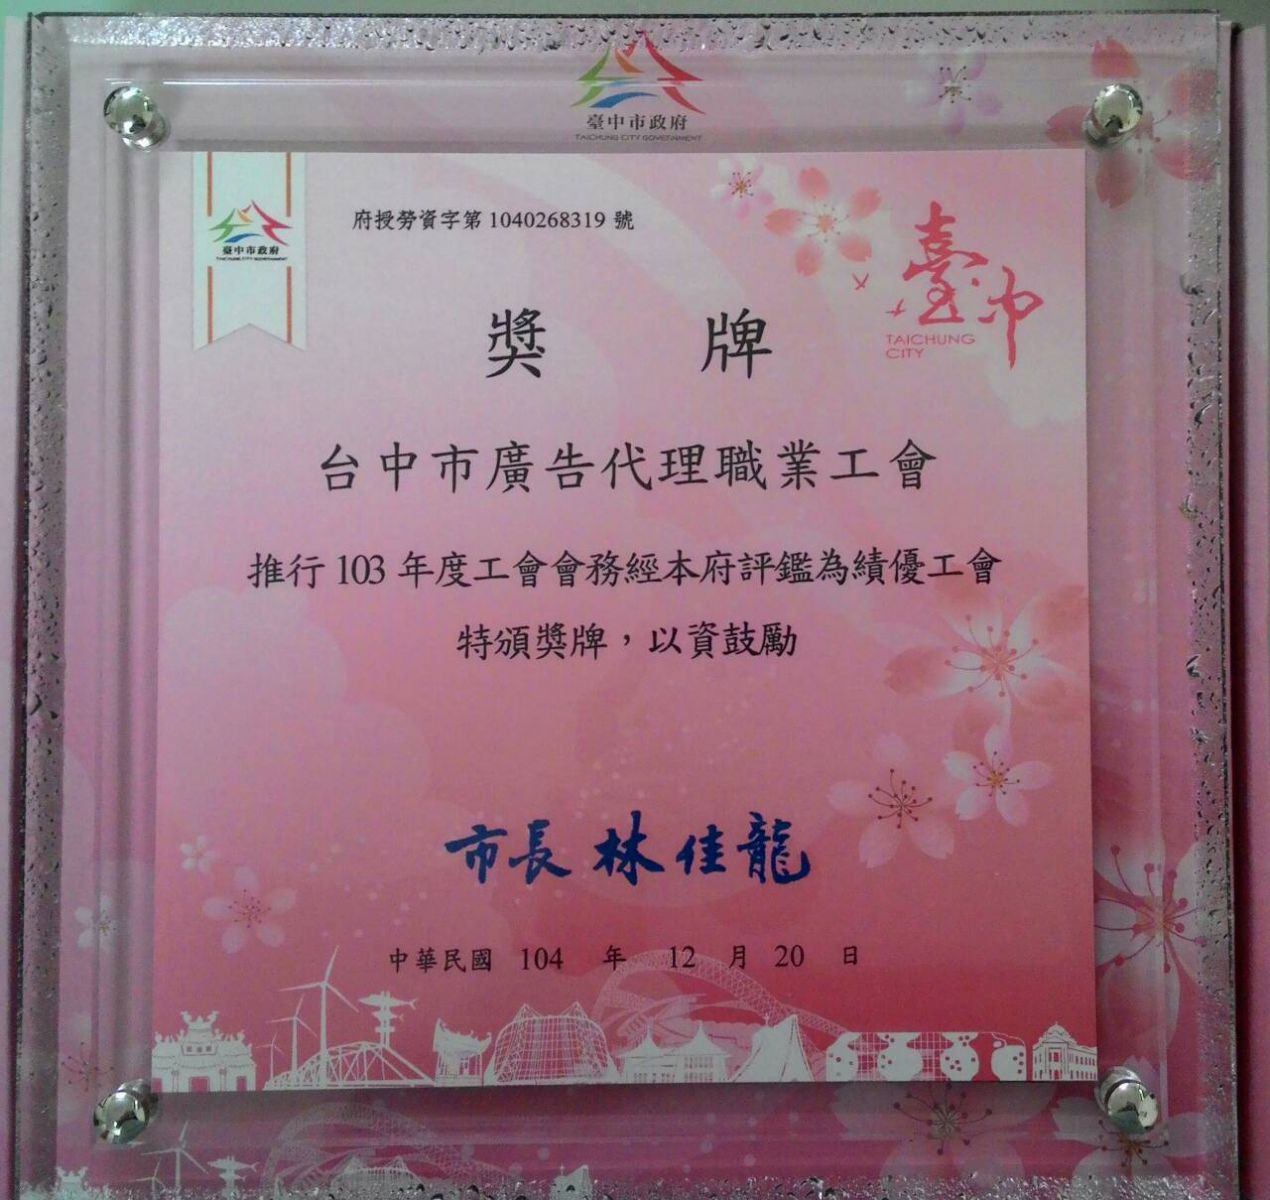 臺中市政府
TAICHUNG CITY GOVERNMENT
臺中市政府
TAICHUNG CITY GOVERNMENT
府授勞資字第 1040268319 號
臺中
TAICHUNG
CITY
獎 牌
台中市廣告代理職業工會
推行 103 年度工會會務經本府評鑑為績優工會
特頒獎牌，以資鼓勵
市長 林佳龍
中華民國 104 年 12 月 20 日